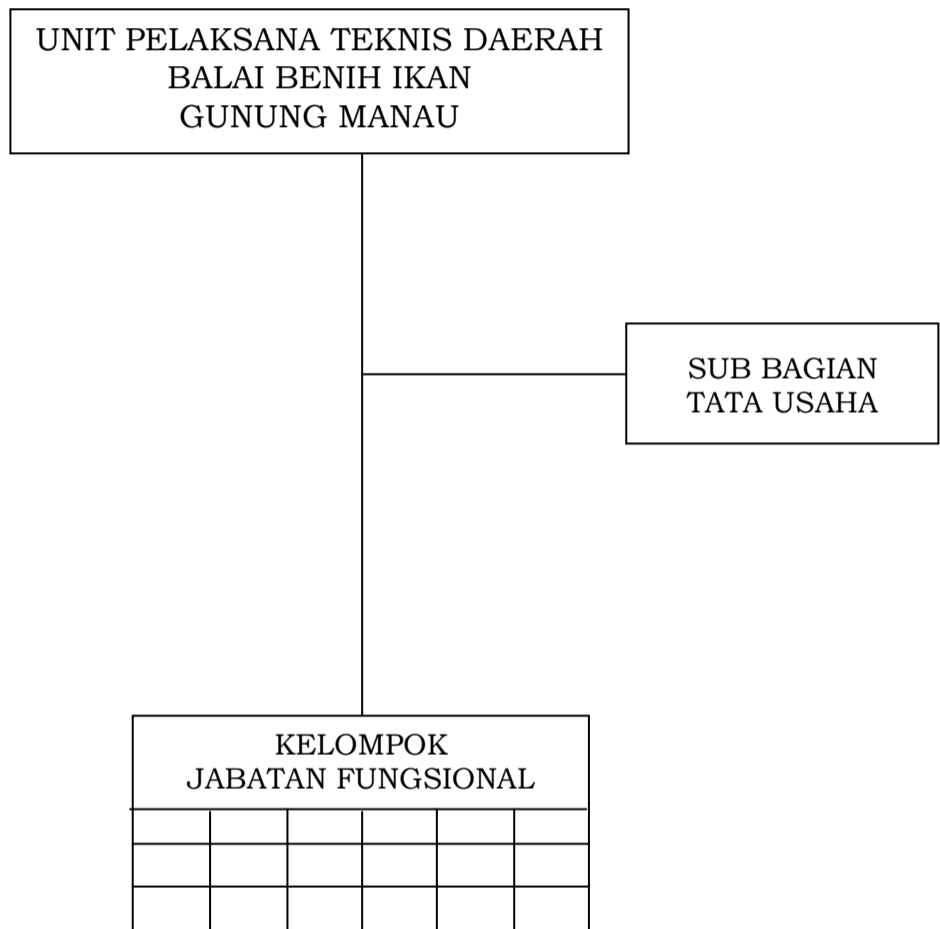 UNIT PELAKSANA TEKNIS DAERAH
BALAI BENIH IKAN
GUNUNG MANAU
SUB BAGIAN
TATA USAHA
KELOMPOK
JABATAN FUNGSIONAL